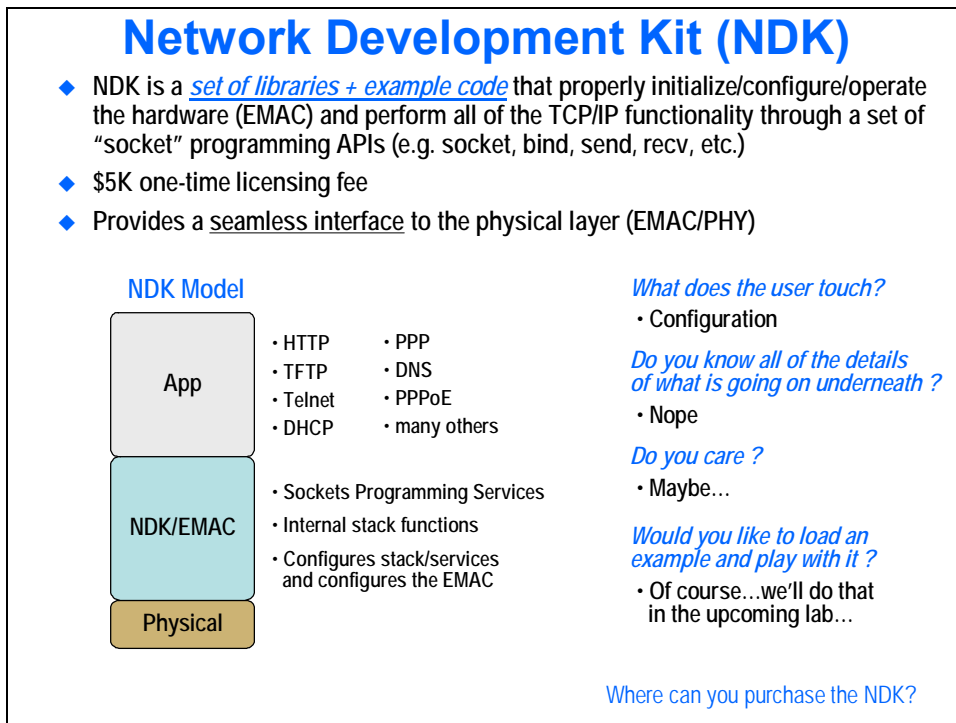 Network Development Kit (NDK)
◆ NDK is a set of libraries + example code that properly initialize/configure/operate
the hardware (EMAC) and perform all of the TCP/IP functionality through a set of
“socket” programming APIs (e.g. socket, bind, send, recv, etc.)
◆ $5K one-time licensing fee
◆ Provides a seamless interface to the physical layer (EMAC/PHY)
NDK Model
App
• HTTP
• TFTP
• Telnet
• DHCP
• PPP
• DNS
• PPPoE
• many others
NDK/EMAC
• Sockets Programming Services
• Internal stack functions
• Configures stack/services
and configures the EMAC
Physical
What does the user touch?
• Configuration
Do you know all of the details
of what is going on underneath ?
• Nope
Do you care ?
• Maybe…
Would you like to load an
example and play with it ?
• Of course…we’ll do that
in the upcoming lab…
Where can you purchase the NDK?